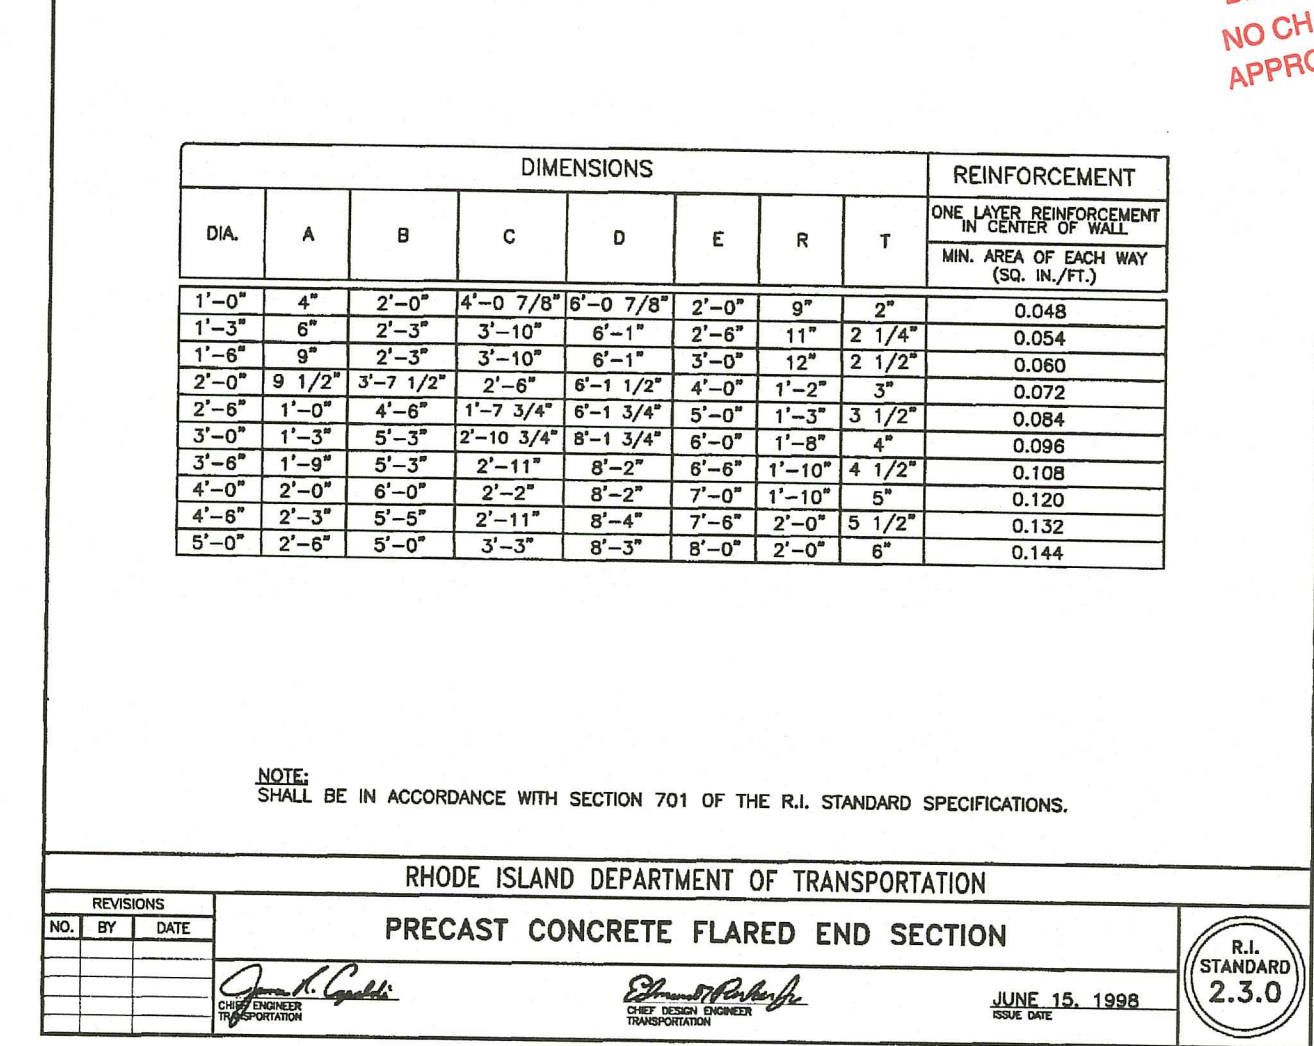 NO CH
APPRO
DIMENSIONS REINFORCEMENT
DIA. A B C D E R T ONE LAYER REINFORCEMENT IN CENTER OF WALL
MIN. AREA OF EACH WAY (SQ. IN./FT.)
1'-0" 4" 2'-0" 4'-0 7/8" 6'-0 7/8" 2'-0" 9" 2" 0.048
1'-3" 6" 2'-3" 3'-10" 6'-1" 2'-6" 11" 2 1/4" 0.054
1'-6" 9" 2'-3" 3'-10" 6'-1" 3'-0" 12" 2 1/2" 0.060
2'-0" 9 1/2" 3'-7 1/2" 2'-6" 6'-1 1/2" 4'-0" 1'-2" 3" 0.072
2'-6" 1'-0" 4'-6" 1'-7 3/4" 6'-1 3/4" 5'-0" 1'-3" 3 1/2" 0.084
3'-0" 1'-3" 5'-3" 2'-10 3/4" 8'-1 3/4" 6'-0" 1'-8" 4" 0.096
3'-6" 1'-9" 5'-3" 2'-11" 8'-2" 6'-6" 1'-10" 4 1/2" 0.108
4'-0" 2'-0" 6'-0" 2'-2" 8'-2" 7'-0" 1'-10" 5" 0.120
4'-6" 2'-3" 5'-5" 2'-11" 8'-4" 7'-6" 2'-0" 5 1/2" 0.132
5'-0" 2'-6" 5'-0" 3'-3" 8'-3" 8'-0" 2'-0" 6" 0.144
NOTE:
SHALL BE IN ACCORDANCE WITH SECTION 701 OF THE R.I. STANDARD SPECIFICATIONS.
RHODE ISLAND DEPARTMENT OF TRANSPORTATION
REVISIONS
NO. BY DATE
PRECAST CONCRETE FLARED END SECTION
CHIEF ENGINEER
TRANSPORTATION
CHIEF DESIGN ENGINEER
TRANSPORTATION
JUNE 15, 1998
ISSUE DATE
R.I.
STANDARD
2.3.0